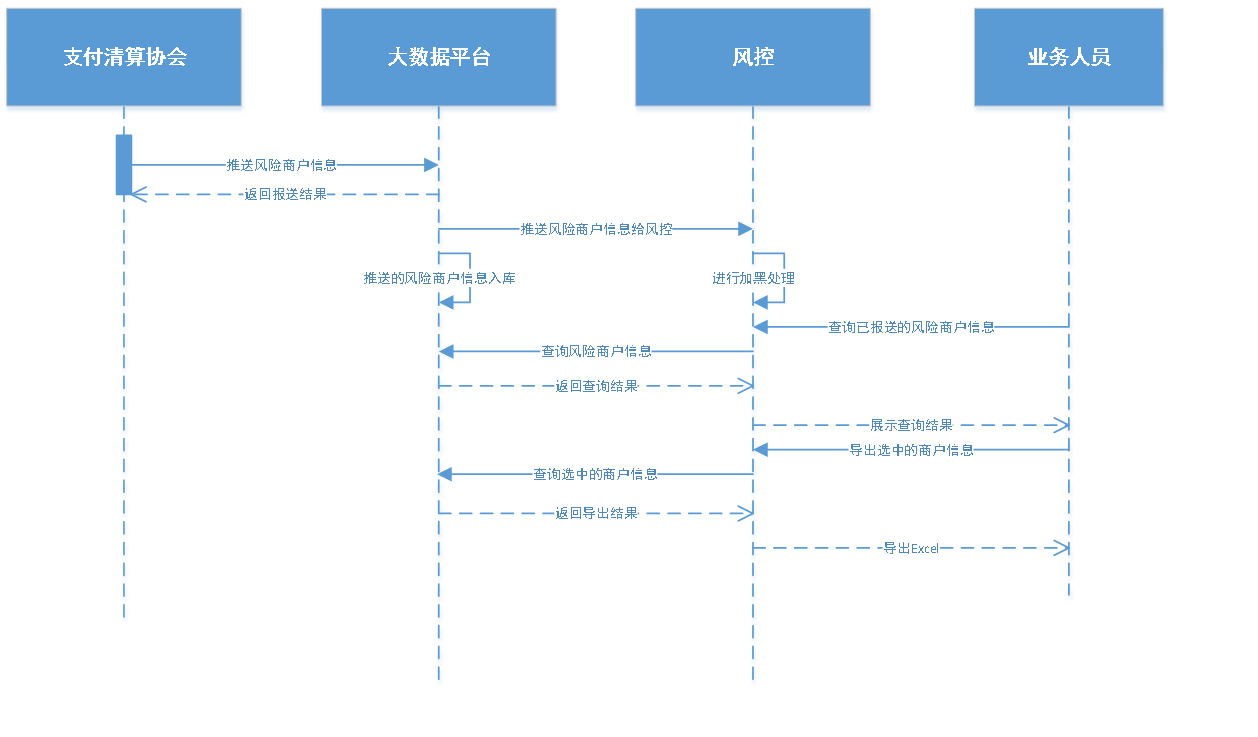 支付清算协会
大数据平台
风控
业务人员
推送风险商户信息
返回报送结果
推送风险商户信息给风控
推送的风险商户信息入库
进行加黑处理
查询已报送的风险商户信息
查询风险商户信息
返回查询结果
展示查询结果
导出选中的商户信息
查询选中的商户信息
返回导出结果
导出Excel